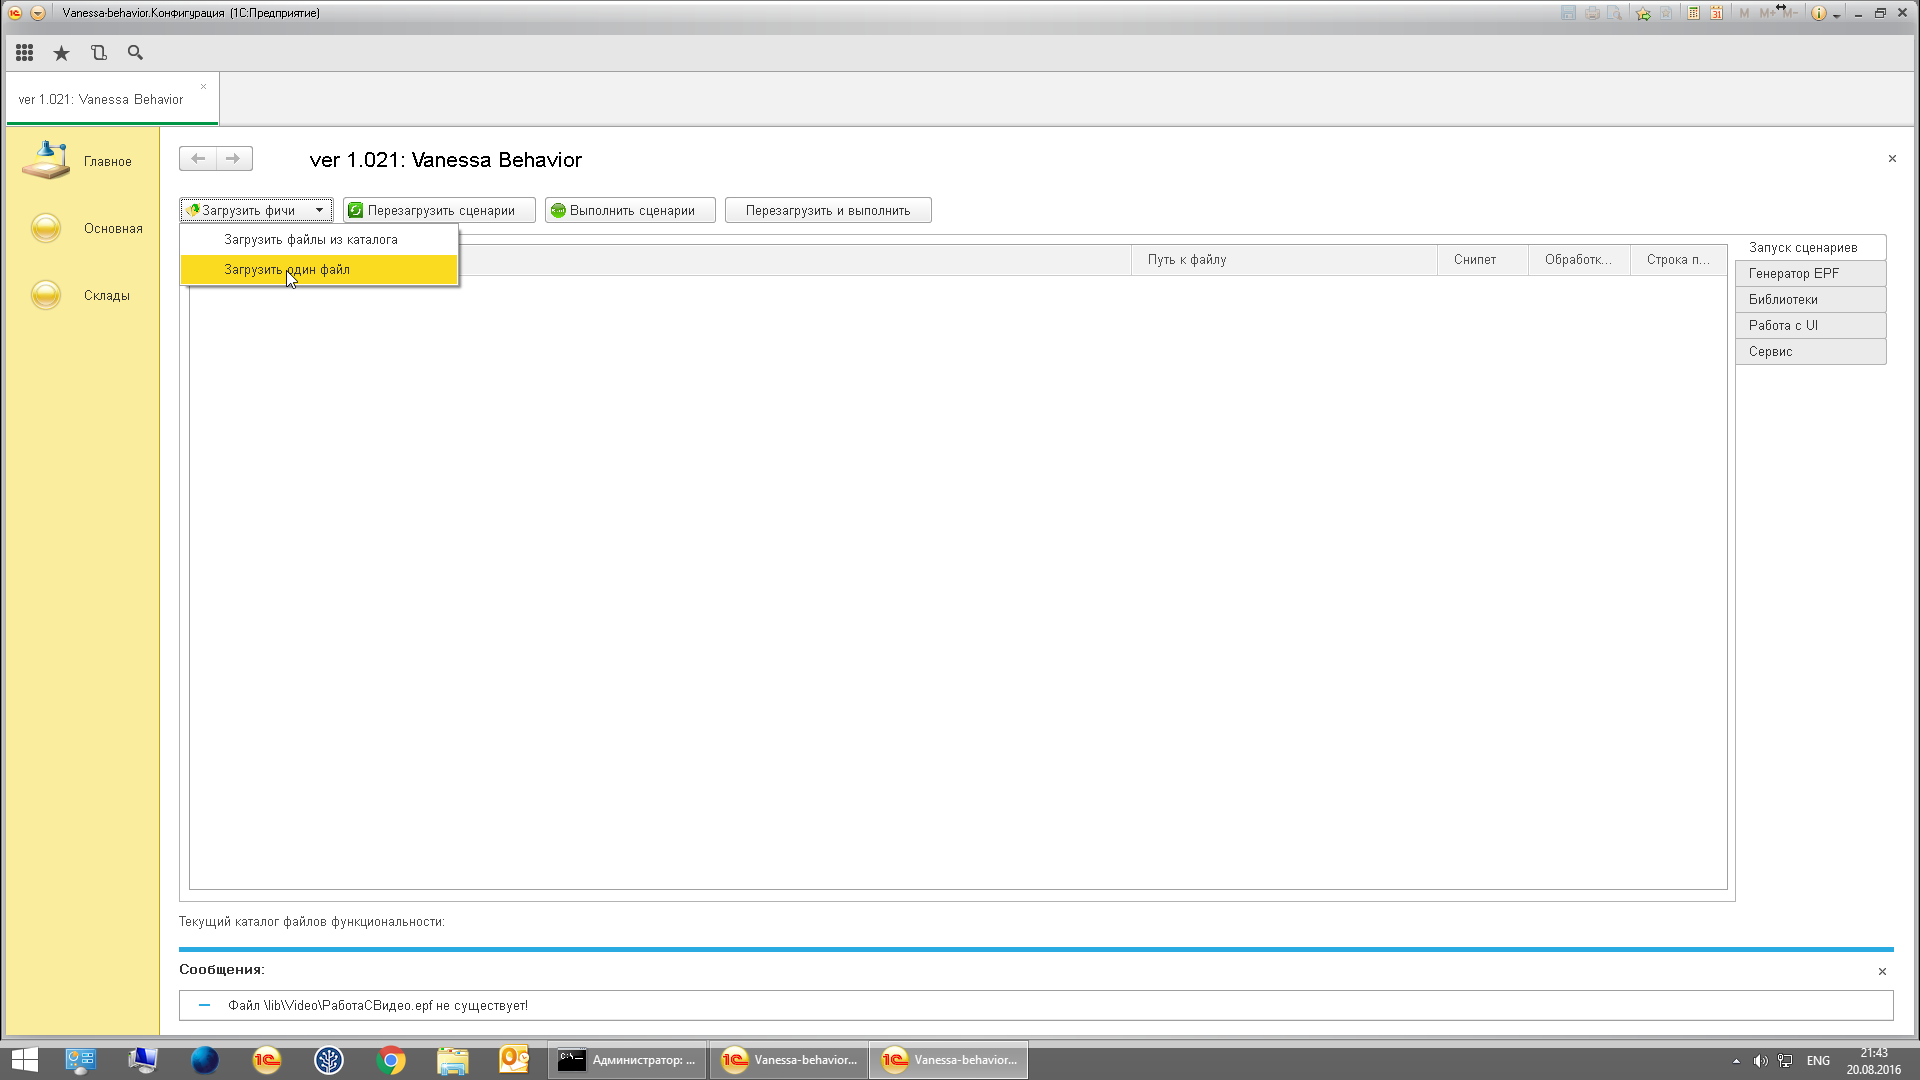 Vanessa-behavior.Конфигурация (1С:Предприятие)
M M+ M-
ver 1.021: Vanessa Behavior
Главное
ver 1.021: Vanessa Behavior
Загрузить фичи
Перезагрузить сценарии
Выполнить сценарии
Перезагрузить и выполнить
Основная
Загрузить файлы из каталога
Запуск сценариев
Путь к файлу
Снипет
Обработк...
Строка п...
Загрузить один файл
Генератор EPF
Склады
Библиотеки
Работа с UI
Сервис
Текущий каталог файлов функциональности:
Сообщения:
Файл \lib\Video\РаботаСВидео.epf не существует!
Администратор: ...
Vanessa-behavior...
Vanessa-behavior...
ENG
21:43
20.08.2016